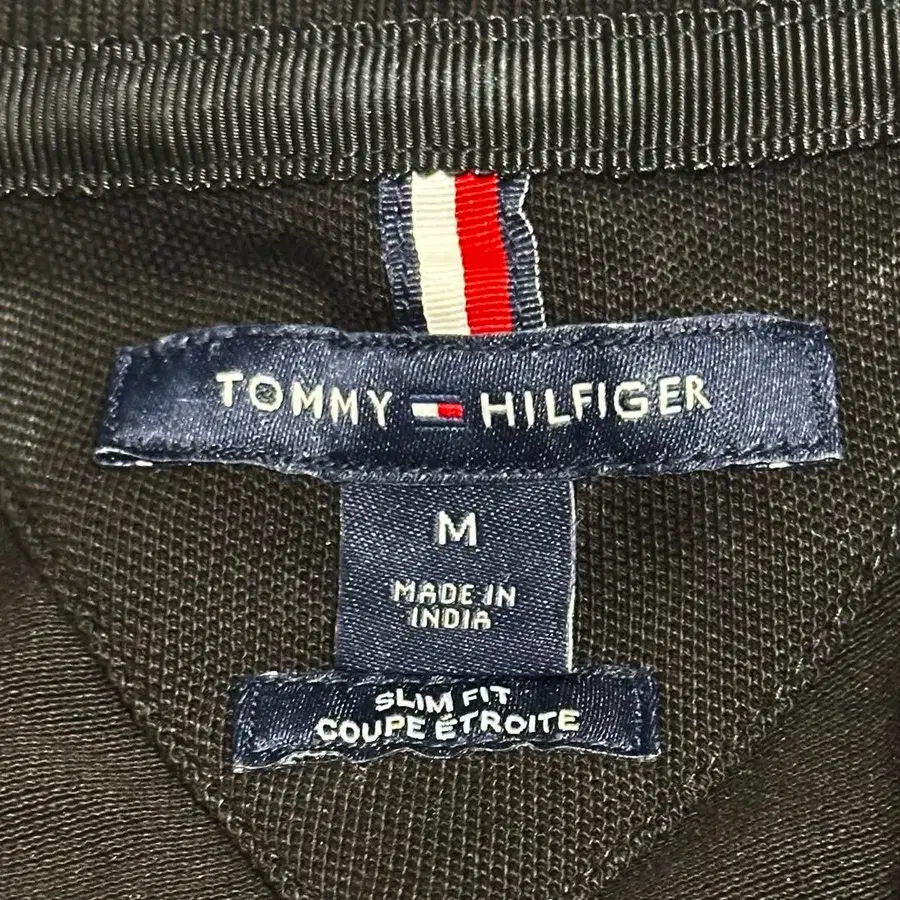 TOMMY HILFIGER
M
MADE IN
INDIA
SLIM FIT
COUPE ÉTROITE